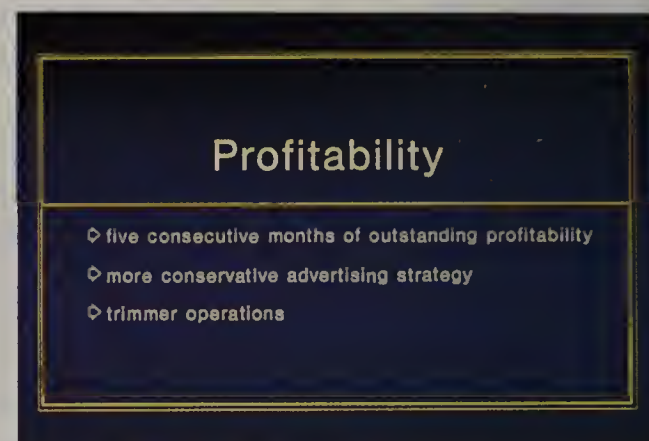 Profitability
▷ five consecutive months of outstanding profitability
▷ more conservative advertising strategy
▷ trimmer operations